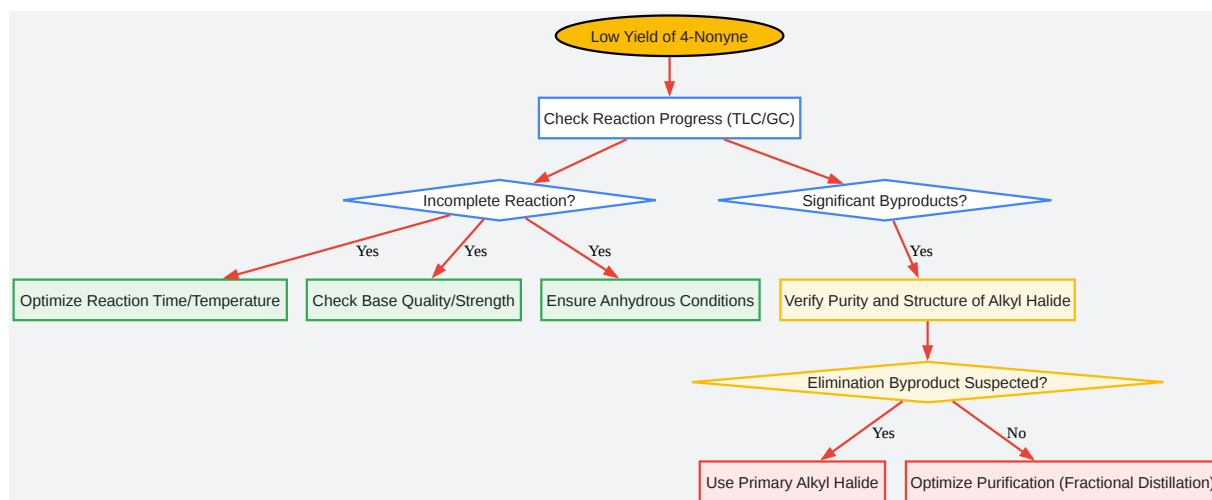 Low Yield of 4-Nonyne
Check Reaction Progress (TLC/GC)
Incomplete Reaction?
Significant Byproducts?
Yes
Yes
Yes
Yes
Optimize Reaction Time/Temperature
Check Base Quality/Strength
Ensure Anhydrous Conditions
Verify Purity and Structure of Alkyl Halide
Elimination Byproduct Suspected?
Yes
No
Use Primary Alkyl Halide
Optimize Purification (Fractional Distillation)